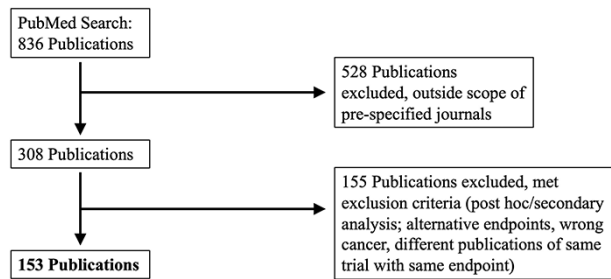 PubMed Search:
836 Publications
528 Publications
excluded, outside scope of
pre-specified journals
308 Publications
155 Publications excluded, met
exclusion criteria (post hoc/secondary
analysis; alternative endpoints, wrong
cancer, different publications of same
trial with same endpoint)
153 Publications